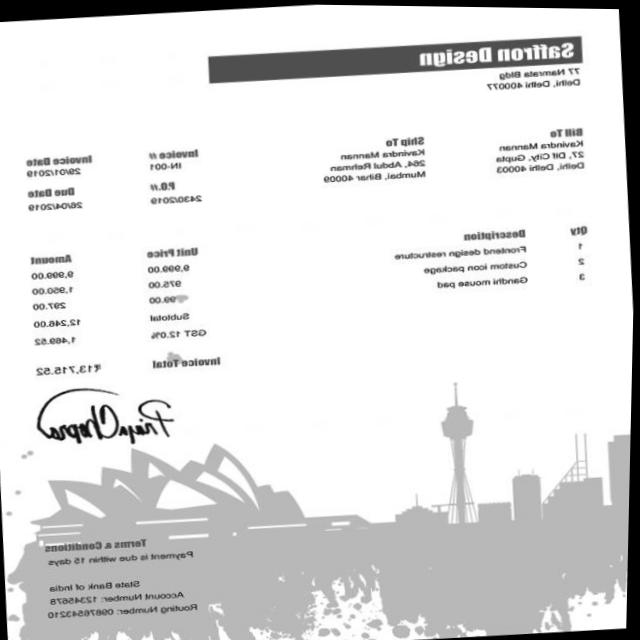 Saffron Design
77 Namrata Bldg
Delhi, Delhi 400077
Bill To
Kavindra Mannan
27, Dlf City, Gupta
Delhi, Delhi 40003
Ship To
Kavindra Mannan
264, Abdul Rehman
Mumbai, Bihar 40009
Invoice #
IN-001
P.O.#
2430/2019
Invoice Date
29/01/2019
Due Date
26/04/2019
Qty Description Unit Price Amount
1 Frontend design restructure 9,999.00 9,999.00
2 Custom icon package 975.00 1,950.00
3 Gandhi mouse pad 99.00 297.00
Subtotal 12,246.00
GST 12.0% 1,469.52
Invoice Total ₹13,715.52
Priya Chopra
Terms & Conditions
Payment is due within 15 days
State Bank of India
Account Number: 12345678
Routing Number: 09876543210